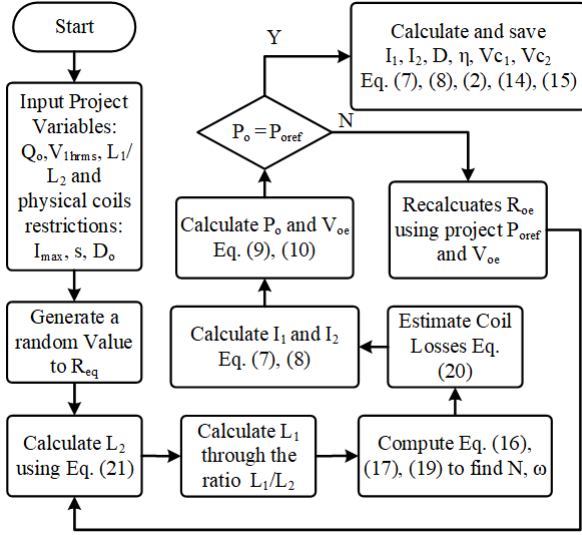 Start
Input Project
Variables:
Qₒ,V₁ₕᵣₘₛ, L₁/
L₂ and
physical coils
restrictions:
Iₘₐₓ, s, Dₒ
Generate a
random Value
to R_eq
Calculate L₂
using Eq. (21)
Calculate L₁
through the
ratio L₁/L₂
Compute Eq. (16),
(17), (19) to find N, ω
Estimate Coil
Losses Eq.
(20)
Calculate I₁ and I₂
Eq. (7), (8)
Calculate Pₒ and Vₒₑ
Eq. (9), (10)
Pₒ = P_oref
Y
N
Calculate and save
I₁, I₂, D, η, Vc₁, Vc₂
Eq. (7), (8), (2), (14), (15)
Recalcuates Rₒₑ
using project P_oref
and Vₒₑ